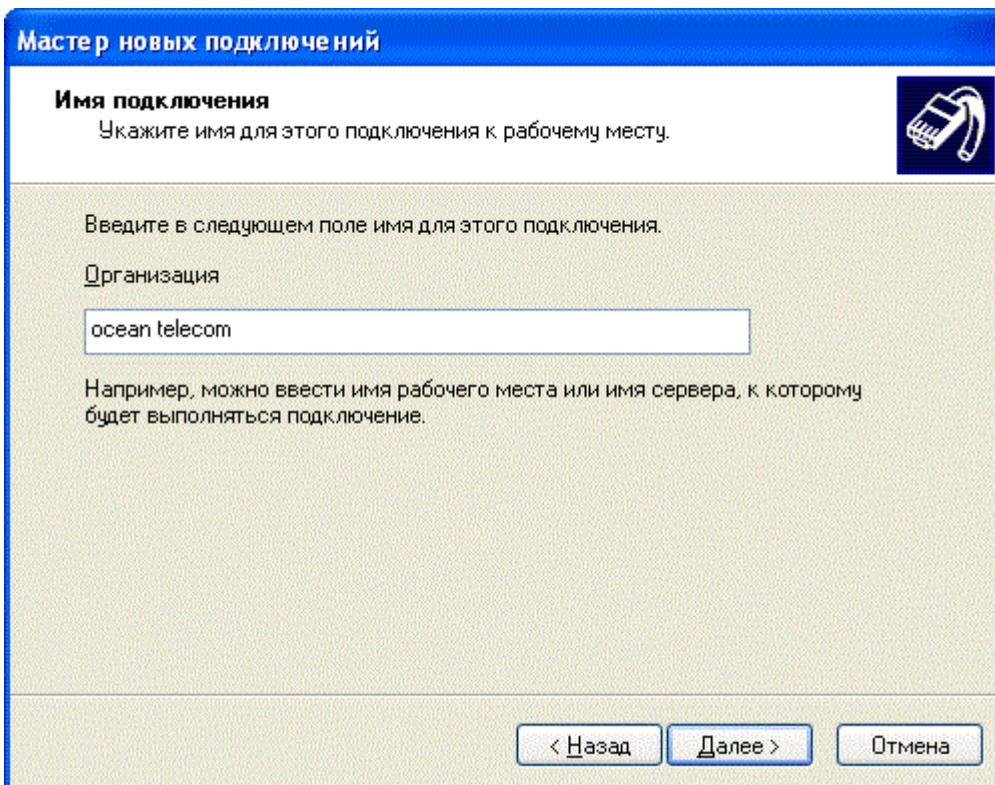 Мастер новых подключений
Имя подключения
Укажите имя для этого подключения к рабочему месту.
Введите в следующем поле имя для этого подключения.
Организация
ocean telecom
Например, можно ввести имя рабочего места или имя сервера, к которому
будет выполняться подключение.
< Назад Далее > Отмена